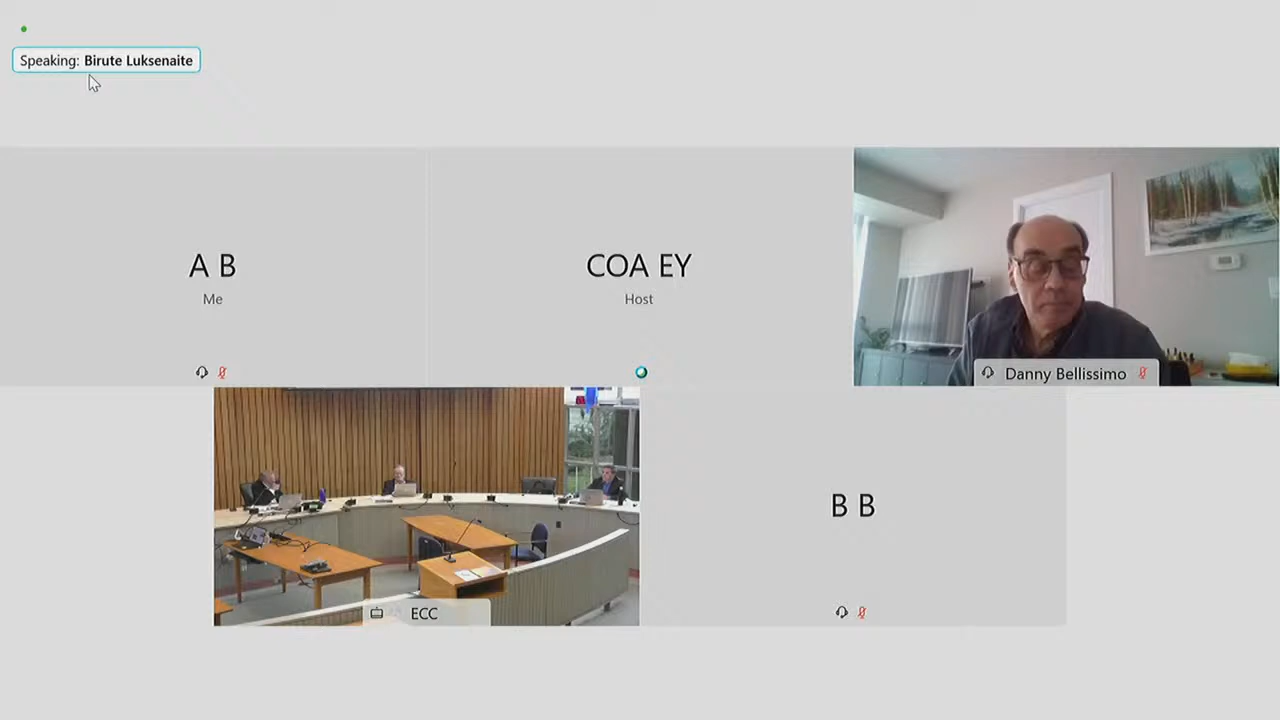 Speaking: Birute Luksenaite
A B
Me
COA EY
Host
Danny Bellissimo
ECC
B B